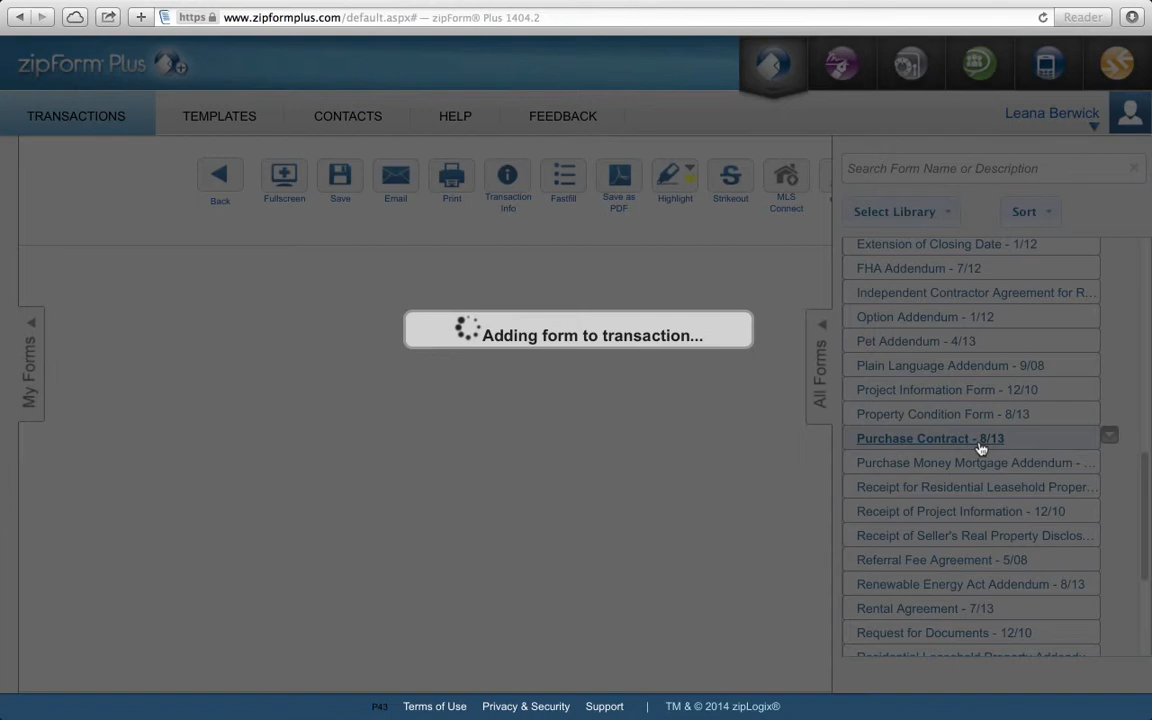 https www.zipformplus.com/default.aspx# — zipForm® Plus 1404.2 Reader
zipForm® Plus
TRANSACTIONS TEMPLATES CONTACTS HELP FEEDBACK Leana Berwick
Back Fullscreen Save Email Print Transaction Info Fastfill Save as PDF Highlight Strikeout MLS Connect
Search Form Name or Description
Select Library Sort
Extension of Closing Date - 1/12
FHA Addendum - 7/12
Independent Contractor Agreement for R...
Option Addendum - 1/12
Pet Addendum - 4/13
Plain Language Addendum - 9/08
Project Information Form - 12/10
Property Condition Form - 8/13
Purchase Contract - 8/13
Purchase Money Mortgage Addendum - ...
Receipt for Residential Leasehold Proper...
Receipt of Project Information - 12/10
Receipt of Seller's Real Property Disclos...
Referral Fee Agreement - 5/08
Renewable Energy Act Addendum - 8/13
Rental Agreement - 7/13
Request for Documents - 12/10
Residential Leasehold Property Addendu...
My Forms
Adding form to transaction...
All Forms
P43 Terms of Use Privacy & Security Support | TM & © 2014 zipLogix®